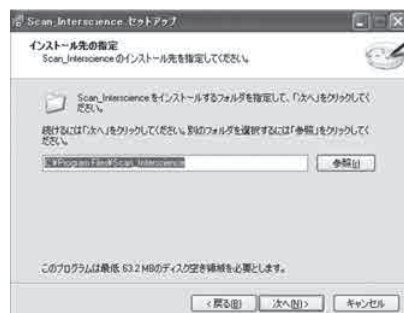 Scan_Interscience セットアップ
インストール先の指定
Scan_Interscience のインストール先を指定してください。
Scan_Interscience をインストールするフォルダを指定して、「次へ」をクリックしてく
ださい。
続けるには「次へ」をクリックしてください。別のフォルダを選択するには「参照」をクリックしてく
ださい。
C:¥Program Files¥Scan_Interscience
参照(R)
このプログラムは最低 63.2 MBのディスク空き領域を必要とします。
< 戻る(B)
次へ(N) >
キャンセル